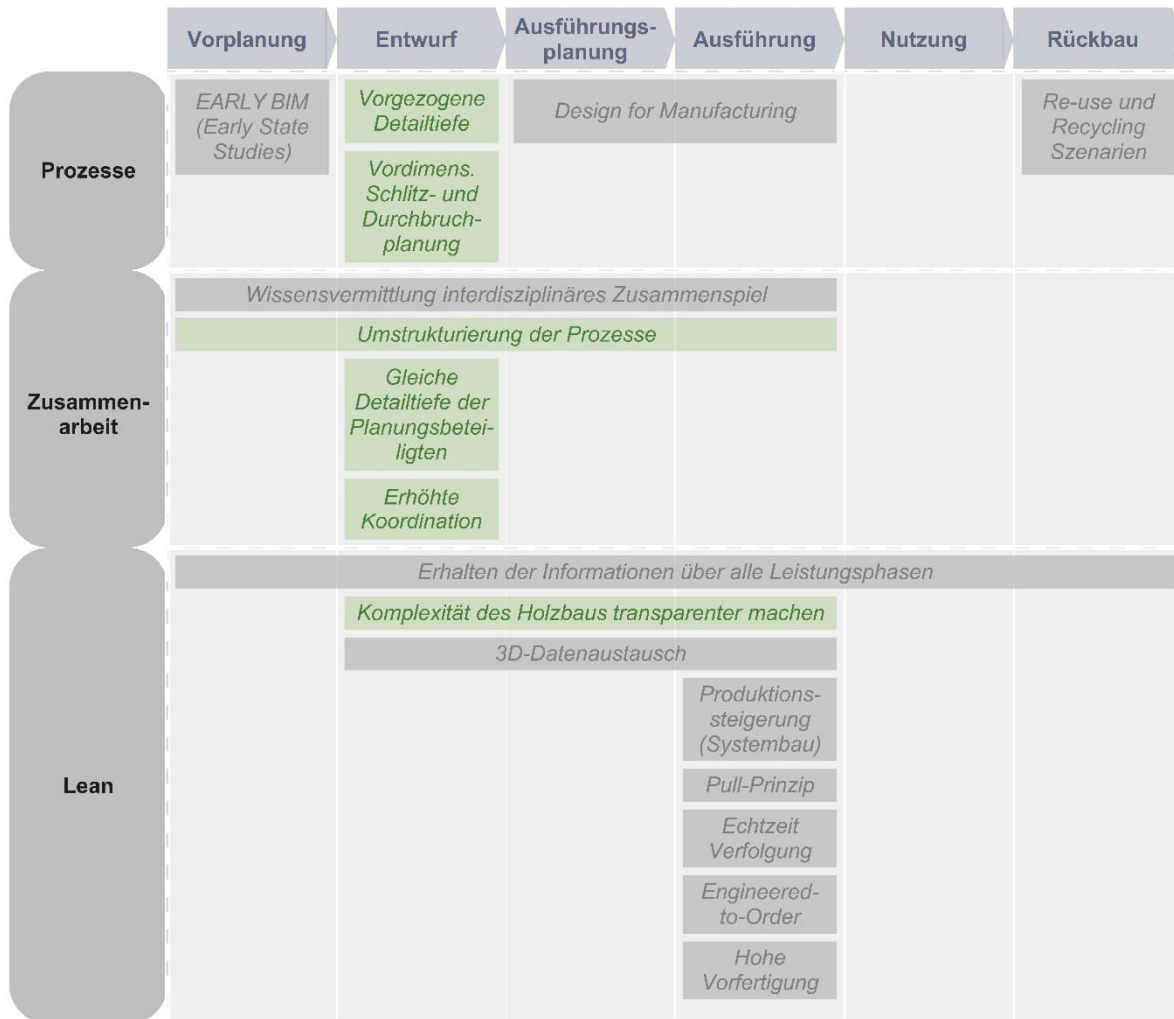 Vorplanung
Entwurf
Ausführungs-
planung
Ausführung
Nutzung
Rückbau
Prozesse
EARLY BIM
(Early State
Studies)
Vorgezogene
Detailtiefe
Vordimens.
Schlitz- und
Durchbruch-
planung
Design for Manufacturing
Re-use und
Recycling
Szenarien
Zusammen-
arbeit
Wissensvermittlung interdisziplinäres Zusammenspiel
Umstrukturierung der Prozesse
Gleiche
Detailtiefe der
Planungsbetei-
ligten
Erhöhte
Koordination
Lean
Erhalten der Informationen über alle Leistungsphasen
Komplexität des Holzbaus transparenter machen
3D-Datenaustausch
Produktions-
steigerung
(Systembau)
Pull-Prinzip
Echtzeit
Verfolgung
Engineered-
to-Order
Hohe
Vorfertigung